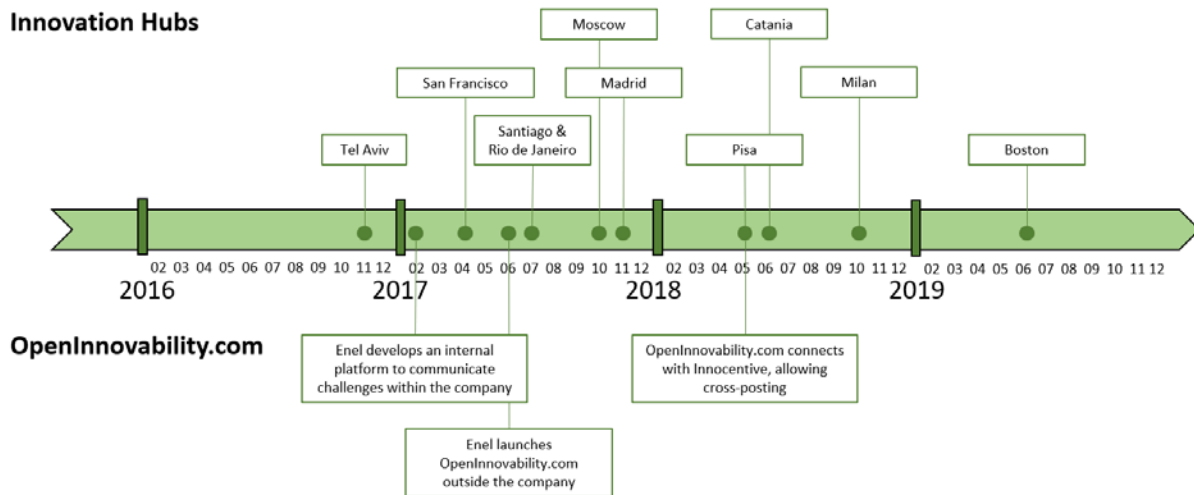 Innovation Hubs
Moscow
Catania
San Francisco
Madrid
Milan
Tel Aviv
Santiago &
Rio de Janeiro
Pisa
Boston
02 03 04 05 06 07 08 09 10 11 12 02 03 04 05 06 07 08 09 10 11 12 02 03 04 05 06 07 08 09 10 11 12 02 03 04 05 06 07 08 09 10 11 12
2016 2017 2018 2019
OpenInnovability.com
Enel develops an internal
platform to communicate
challenges within the company
OpenInnovability.com connects
with Innocentive, allowing
cross-posting
Enel launches
OpenInnovability.com
outside the company